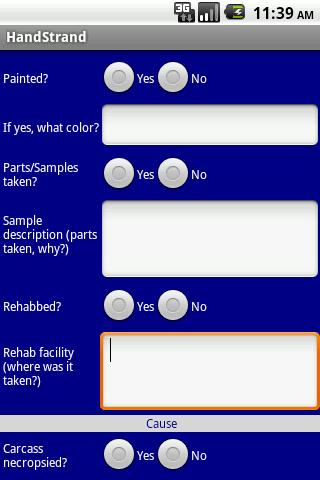 3G
11:39 AM
HandStrand
Painted?
Yes
No
If yes, what color?
Parts/Samples
taken?
Yes
No
Sample
description (parts
taken, why?)
Rehabbed?
Yes
No
Rehab facility
(where was it
taken?)
Cause
Carcass
necropsied?
Yes
No